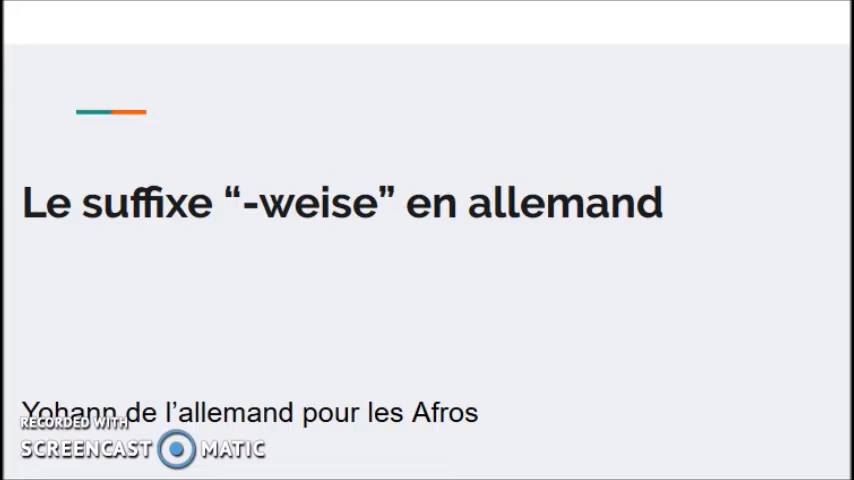 Le suffixe “-weise” en allemand
Yohann de l’allemand pour les Afros
RECORDED WITH
SCREENCAST MATIC